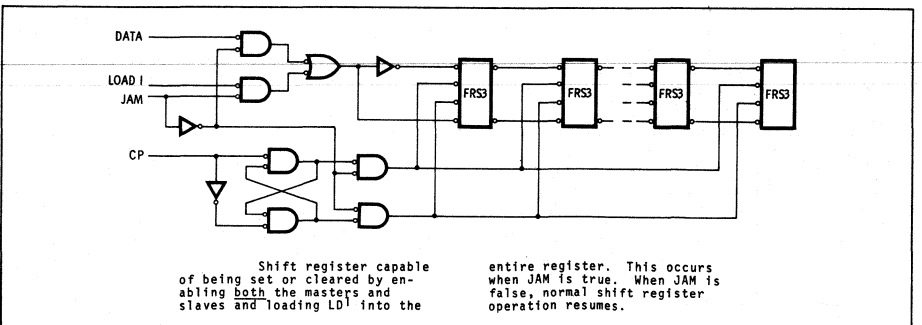 DATA
LOAD I
JAM
CP
FRS3
FRS3
FRS3
FRS3
Shift register capable
of being set or cleared by en-
abling both the masters and
slaves and loading LD¹ into the
entire register. This occurs
when JAM is true. When JAM is
false, normal shift register
operation resumes.